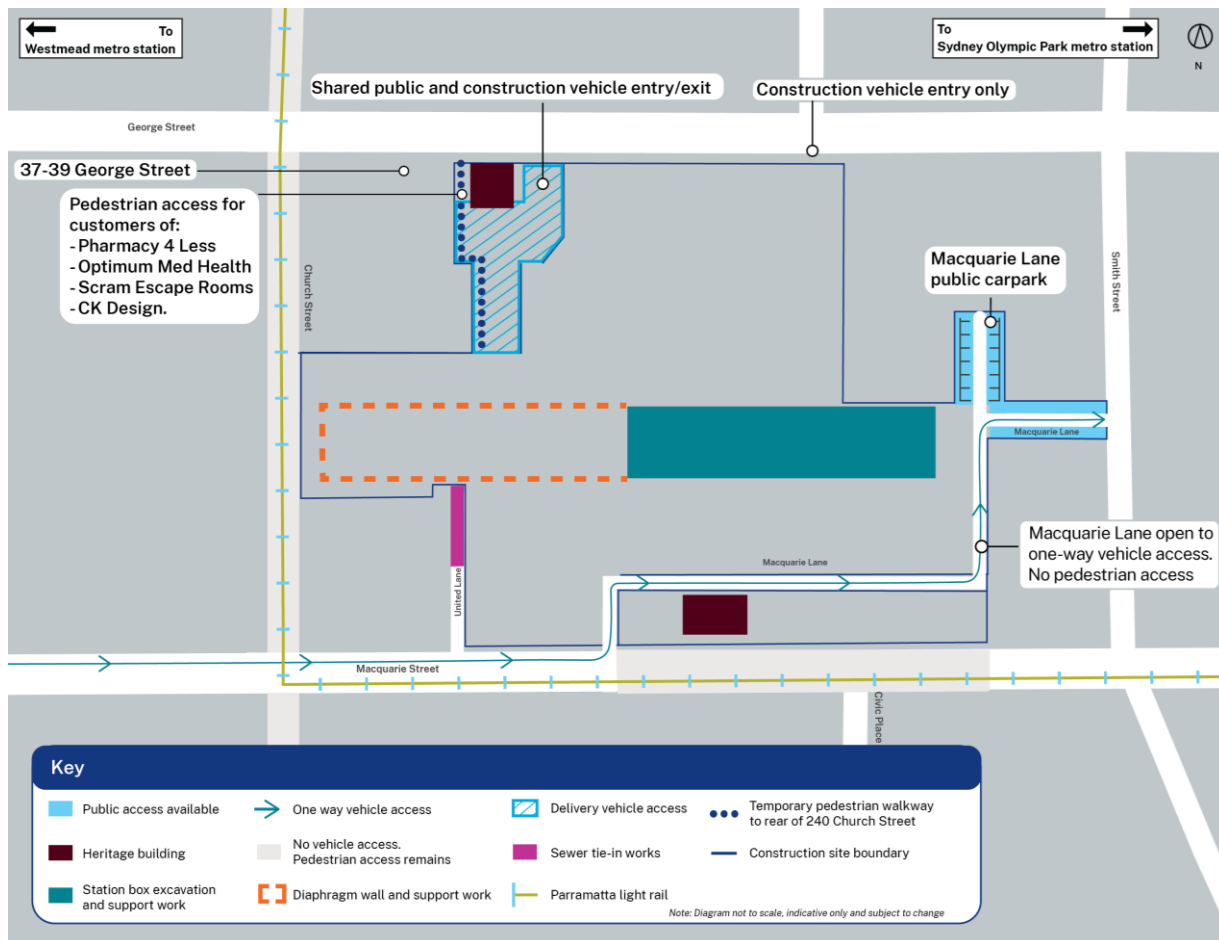 To
Westmead metro station
To
Sydney Olympic Park metro station
N
Shared public and construction vehicle entry/exit
Construction vehicle entry only
George Street
37-39 George Street
Pedestrian access for
customers of:
- Pharmacy 4 Less
- Optimum Med Health
- Scram Escape Rooms
- CK Design.
Church Street
Macquarie Lane
public carpark
Smith Street
Macquarie Lane
Macquarie Lane open to
one-way vehicle access.
No pedestrian access
Macquarie Lane
United Lane
Macquarie Street
Civic Place
Key
Public access available
One way vehicle access
Delivery vehicle access
Temporary pedestrian walkway
to rear of 240 Church Street
Heritage building
No vehicle access.
Pedestrian access remains
Sewer tie-in works
Construction site boundary
Station box excavation
and support work
Diaphragm wall and support work
Parramatta light rail
Note: Diagram not to scale, indicative only and subject to change